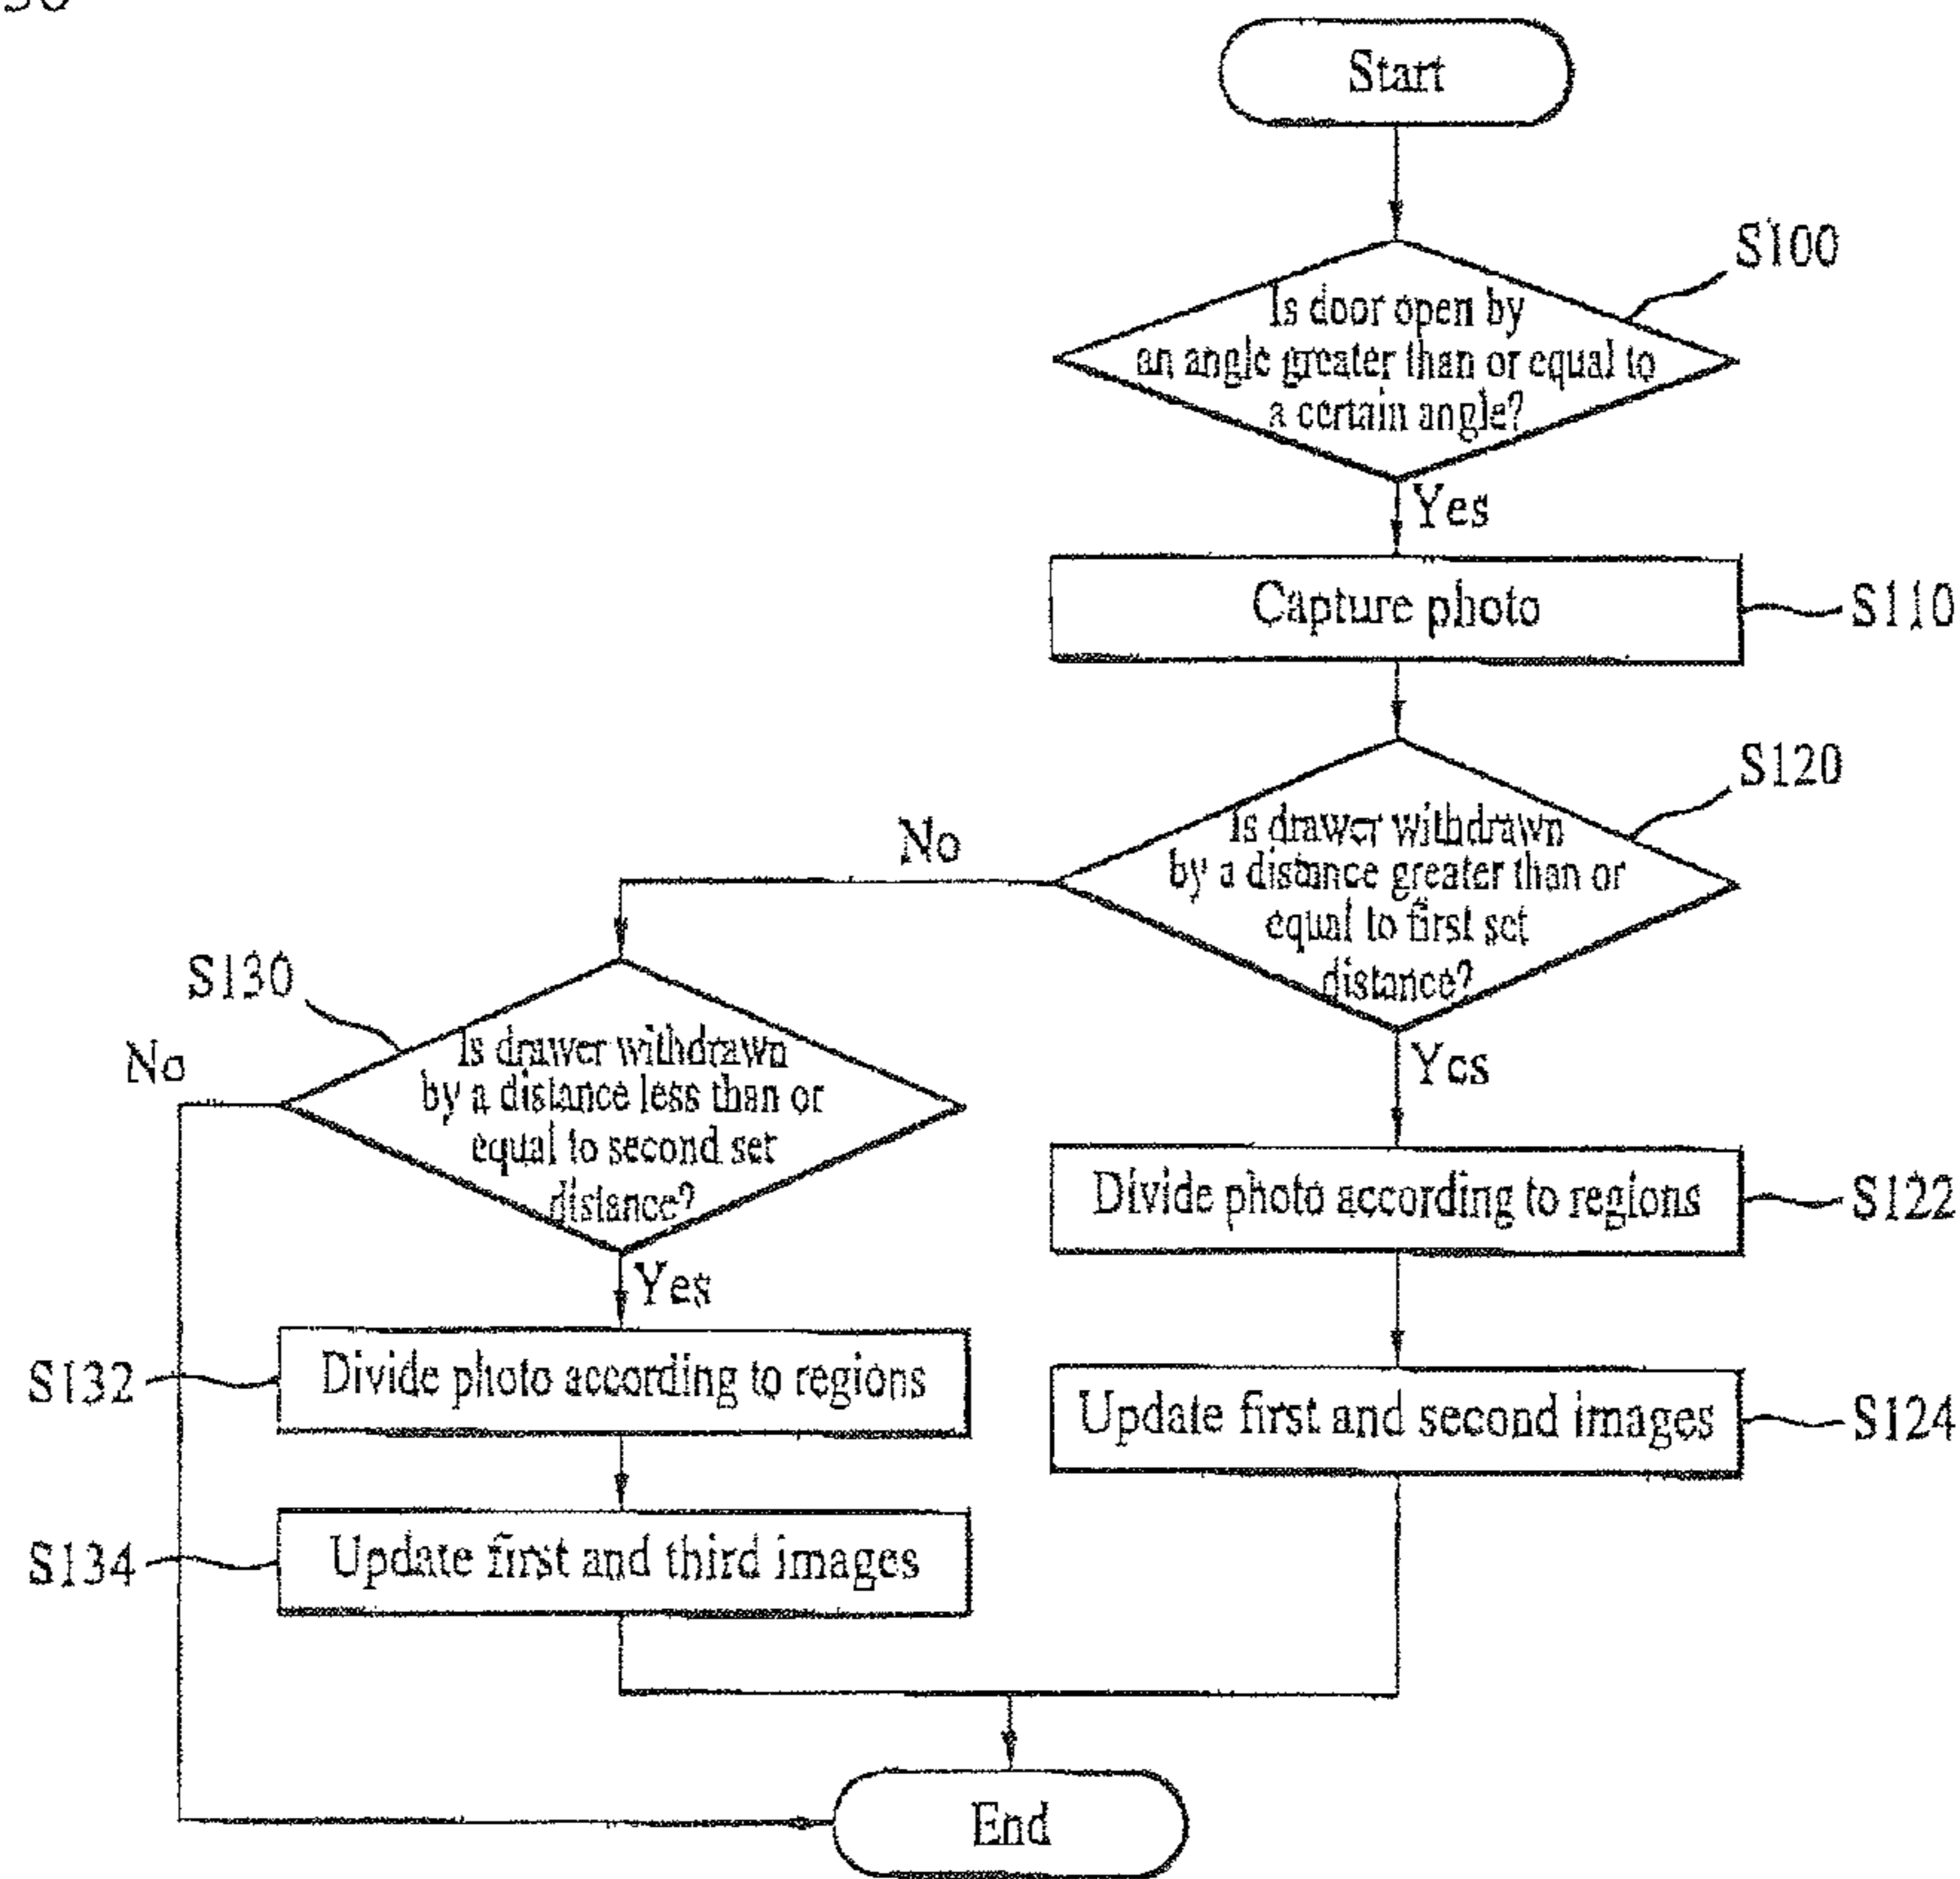 Start
S100
Is door open by
an angle greater than or equal to
a certain angle?
Yes
Capture photo
S110
S120
Is drawer withdrawn
by a distance greater than or
equal to first set
distance?
No
Yes
S130
Is drawer withdrawn
by a distance less than or
equal to second set
distance?
No
Yes
Divide photo according to regions
S122
S132
Divide photo according to regions
Update first and second images
S124
S134
Update first and third images
End